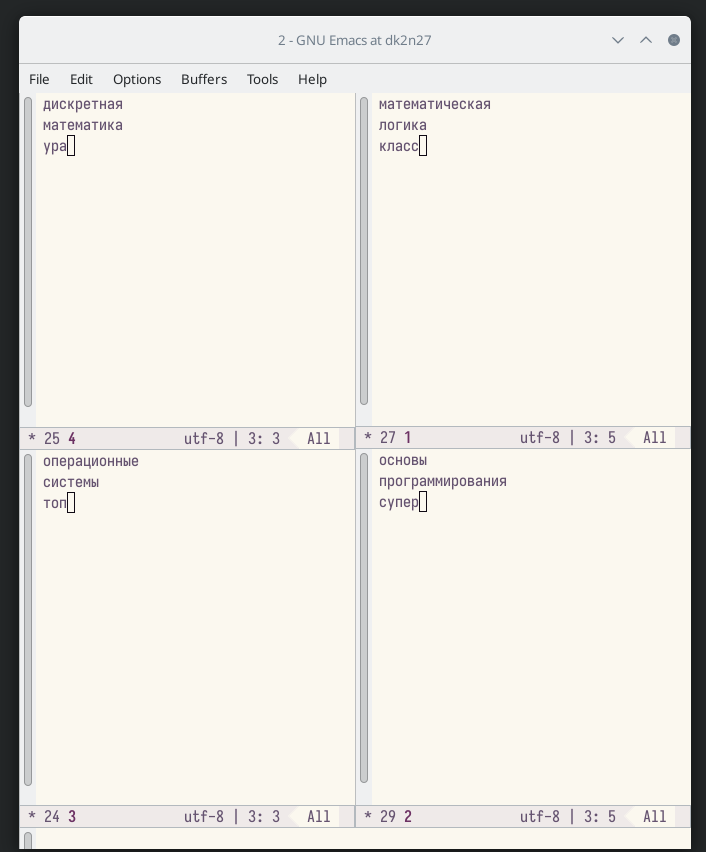 2 - GNU Emacs at dk2n27
File Edit Options Buffers Tools Help
дискретная
математика
ура
* 25 4 utf-8 | 3: 3 All
математическая
логика
класс
* 27 1 utf-8 | 3: 5 All
операционные
системы
топ
* 24 3 utf-8 | 3: 3 All
основы
программирования
супер
* 29 2 utf-8 | 3: 5 All